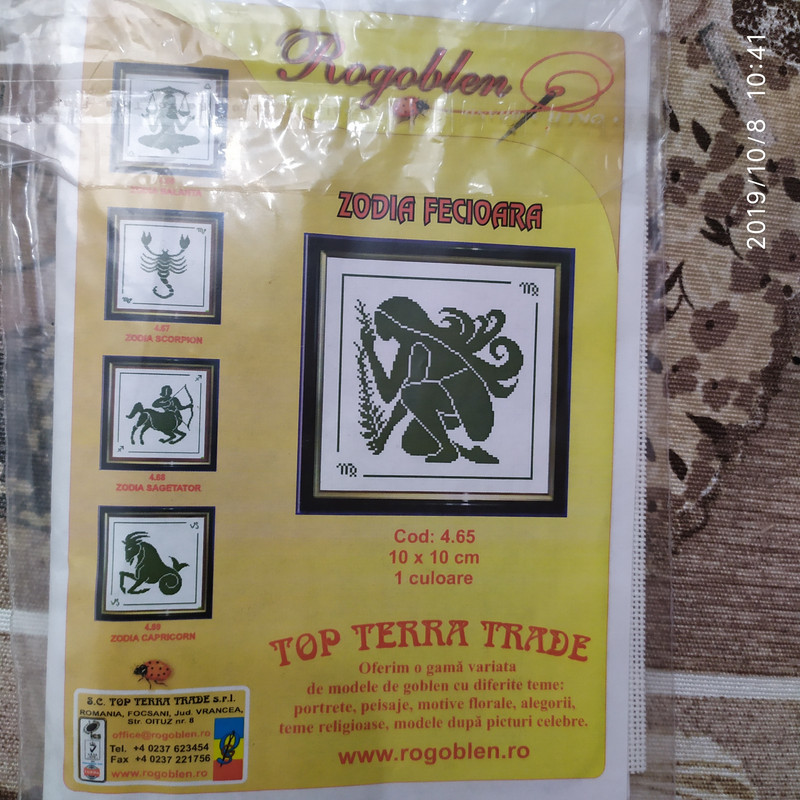 Rogoblen
ZODIA BALANTA
4.67
ZODIA SCORPION
4.68
ZODIA SAGETATOR
4.69
ZODIA CAPRICORN
ZODIA FECIOARA
Cod: 4.65
10 x 10 cm
1 culoare
TOP TERRA TRADE
Oferim o gamă variata
de modele de goblen cu diferite teme:
portrete, peisaje, motive florale, alegorii,
teme religioase, modele după picturi celebre.
www.rogoblen.ro
S.C. TOP TERRA TRADE s.r.l.
ROMANIA, FOCSANI, Jud. VRANCEA,
Str. OITUZ nr. 8
office@rogoblen.ro
Tel. +4 0237 623454
Fax +4 0237 221756
www.rogoblen.ro
2019/10/8 10:41